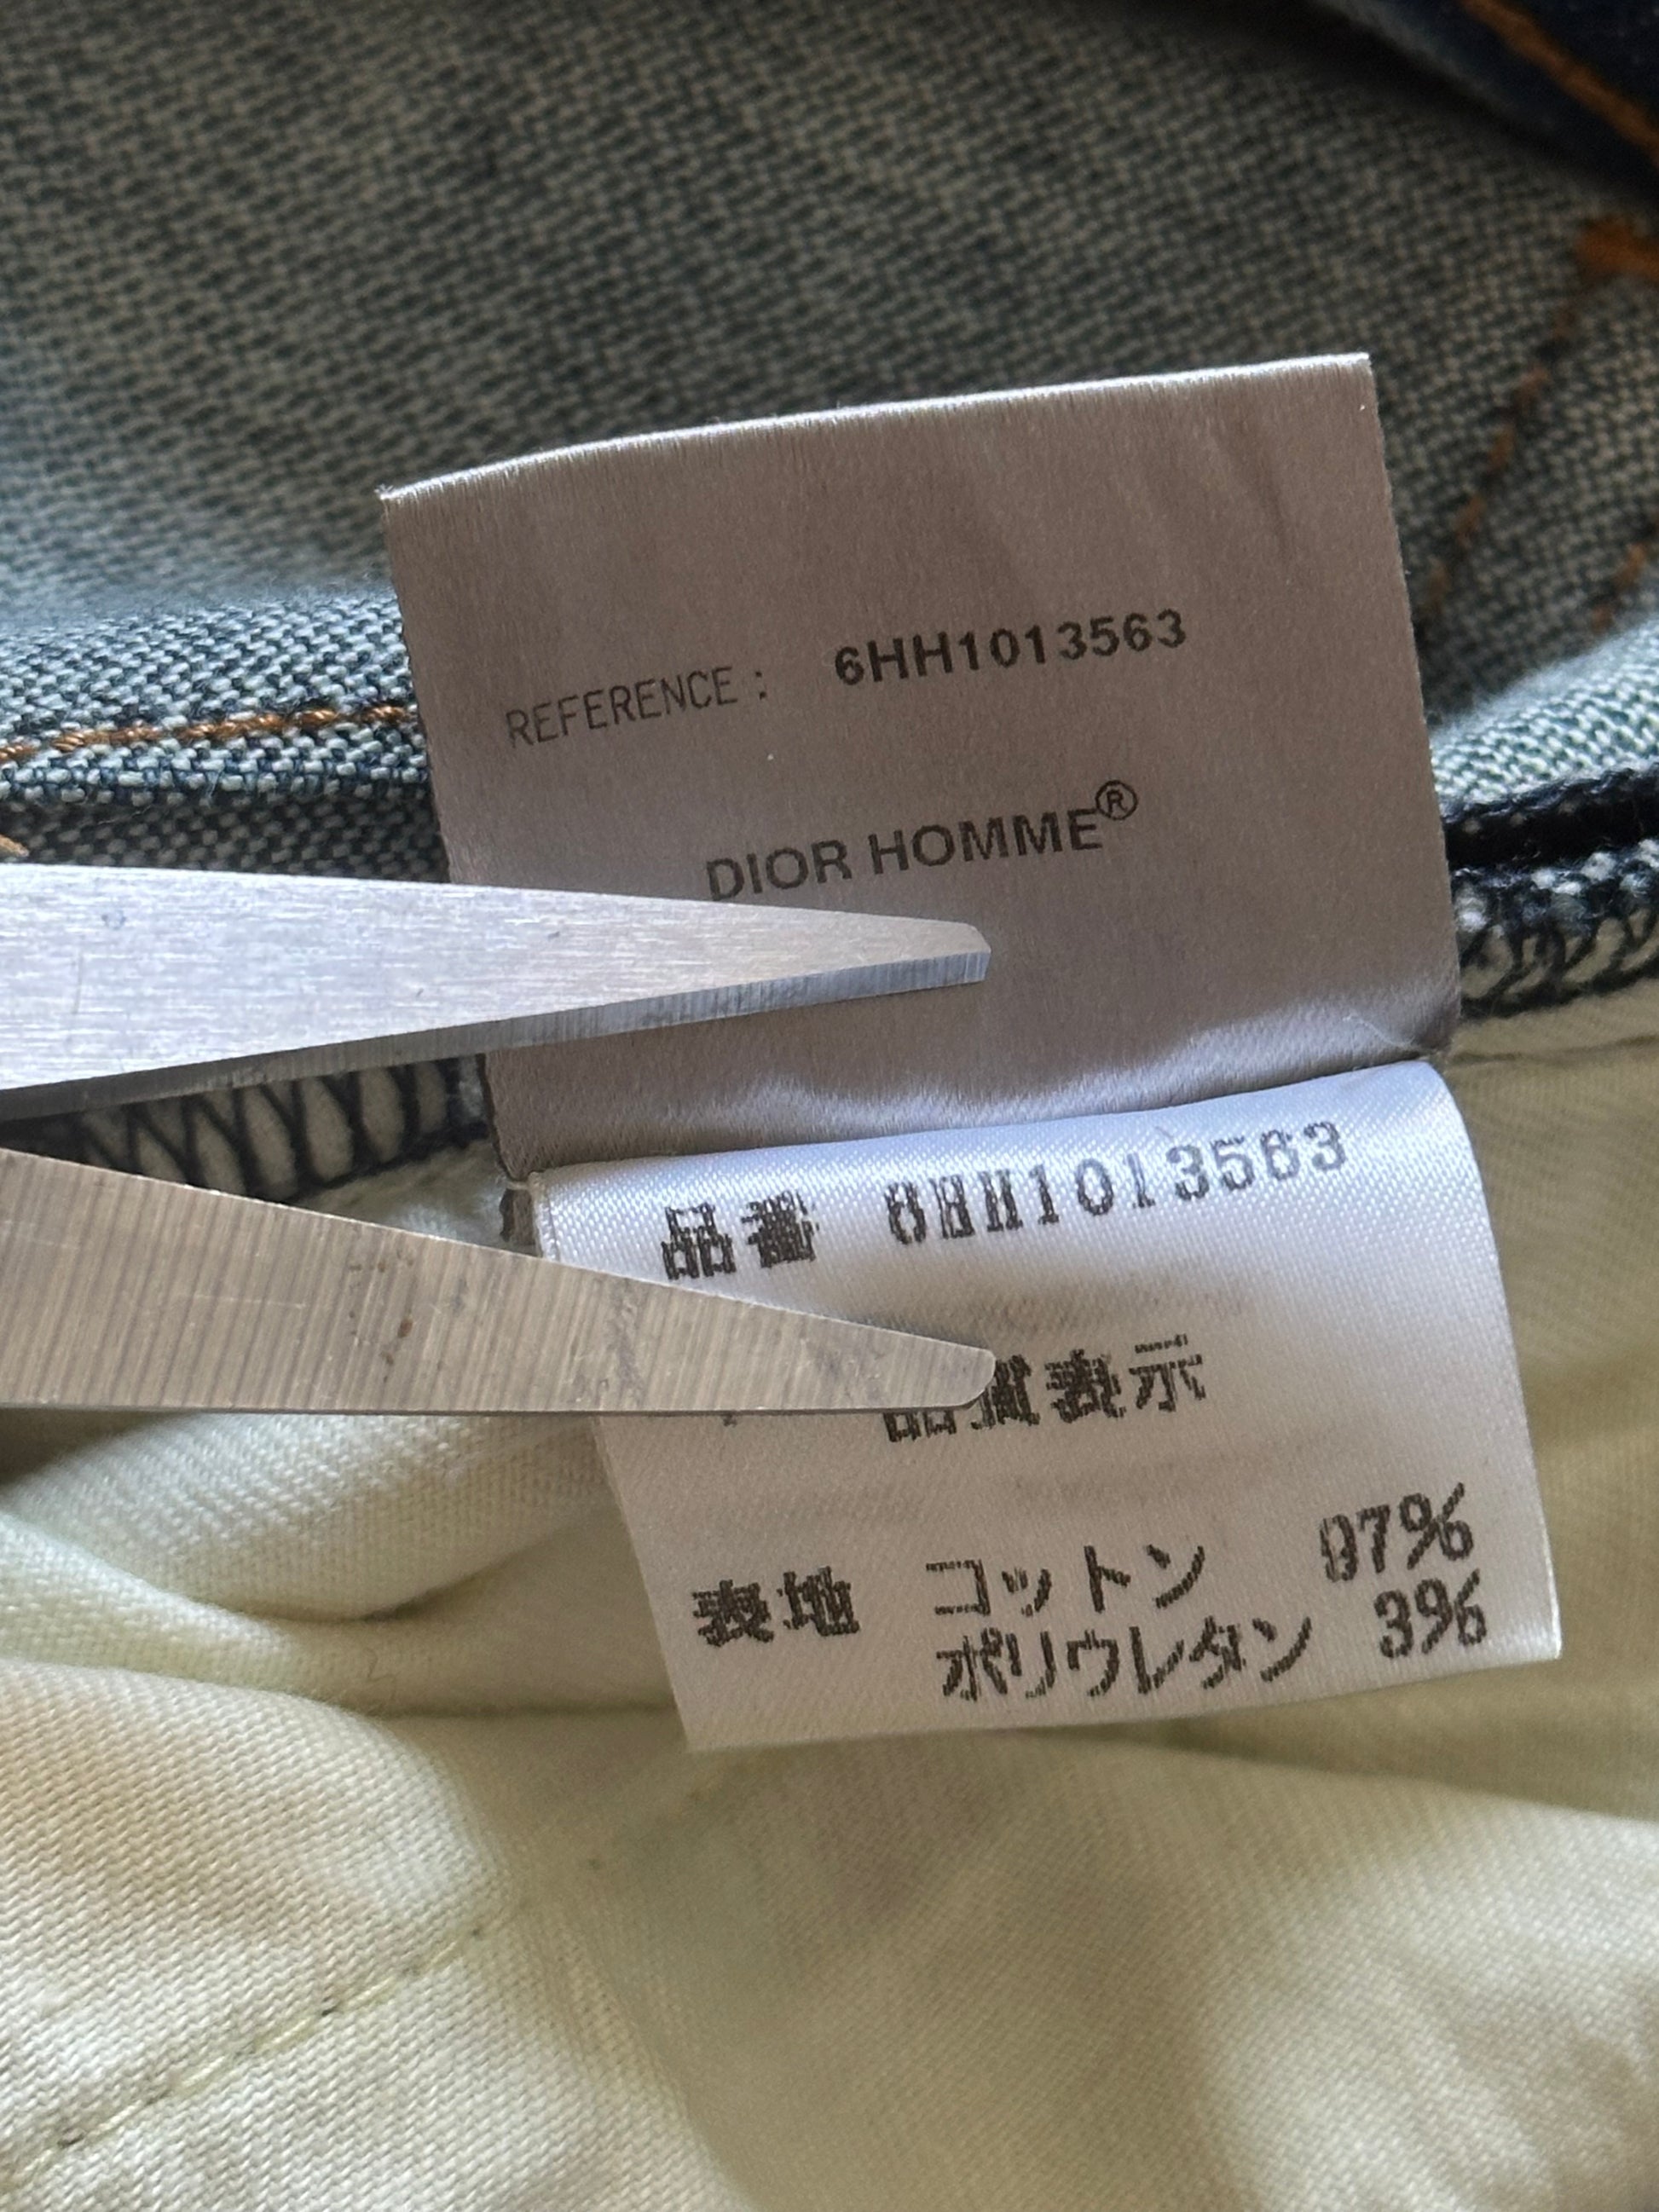 REFERENCE : 6HH1013563
DIOR HOMME®
品番 6HH1013563
品質表示
表地 コットン 97%
ポリウレタン 3%